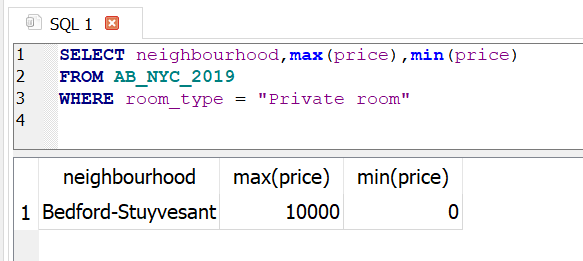 SQL 1
1 SELECT neighbourhood,max(price),min(price)
2 FROM AB_NYC_2019
3 WHERE room_type = "Private room"
4
neighbourhood max(price) min(price)
1 Bedford-Stuyvesant 10000 0